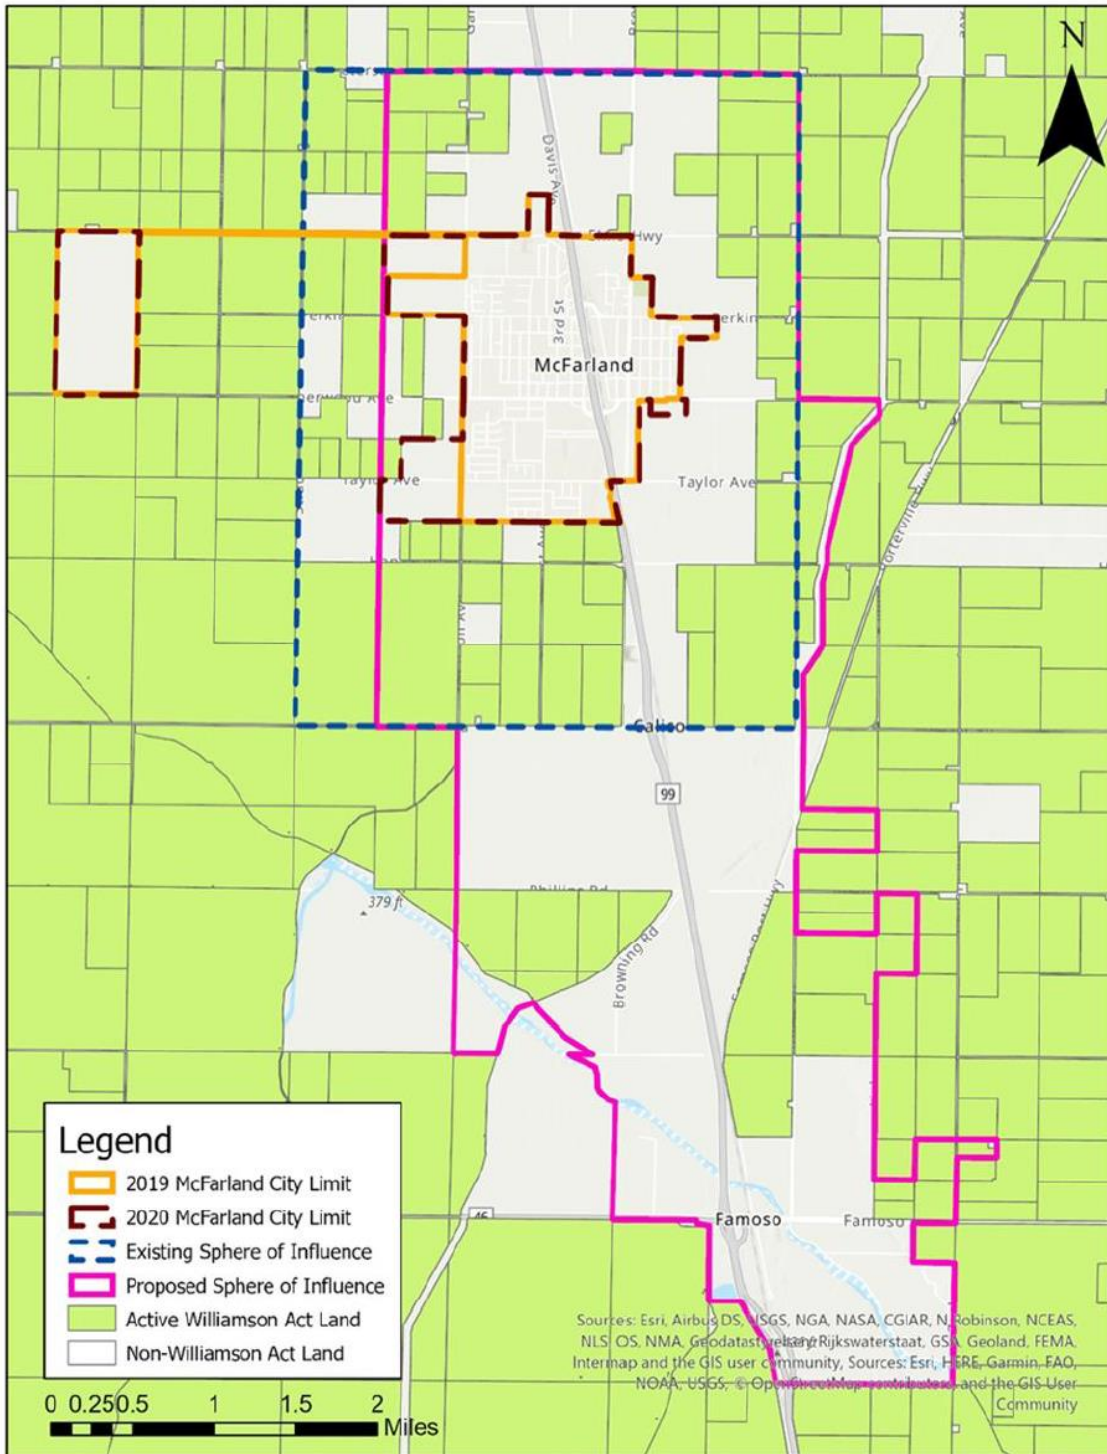 N
Davis Ave
Hwy
3rd St
McFarland
Taylor Ave
Taylor Ave
Calico
99
379 ft
Browning Rd
46
Famoso
Famoso
Legend
2019 McFarland City Limit
2020 McFarland City Limit
Existing Sphere of Influence
Proposed Sphere of Influence
Active Williamson Act Land
Non-Williamson Act Land
0 0.25 0.5 1 1.5 2
Miles
Sources: Esri, Airbus DS, USGS, NGA, NASA, CGIAR, N Robinson, NCEAS,
NLS, OS, NMA, Geodatastyrelsen, Rijkswaterstaat, GSA, Geoland, FEMA,
Intermap and the GIS user community, Sources: Esri, HERE, Garmin, FAO,
NOAA, USGS, © OpenStreetMap contributors, and the GIS User
Community